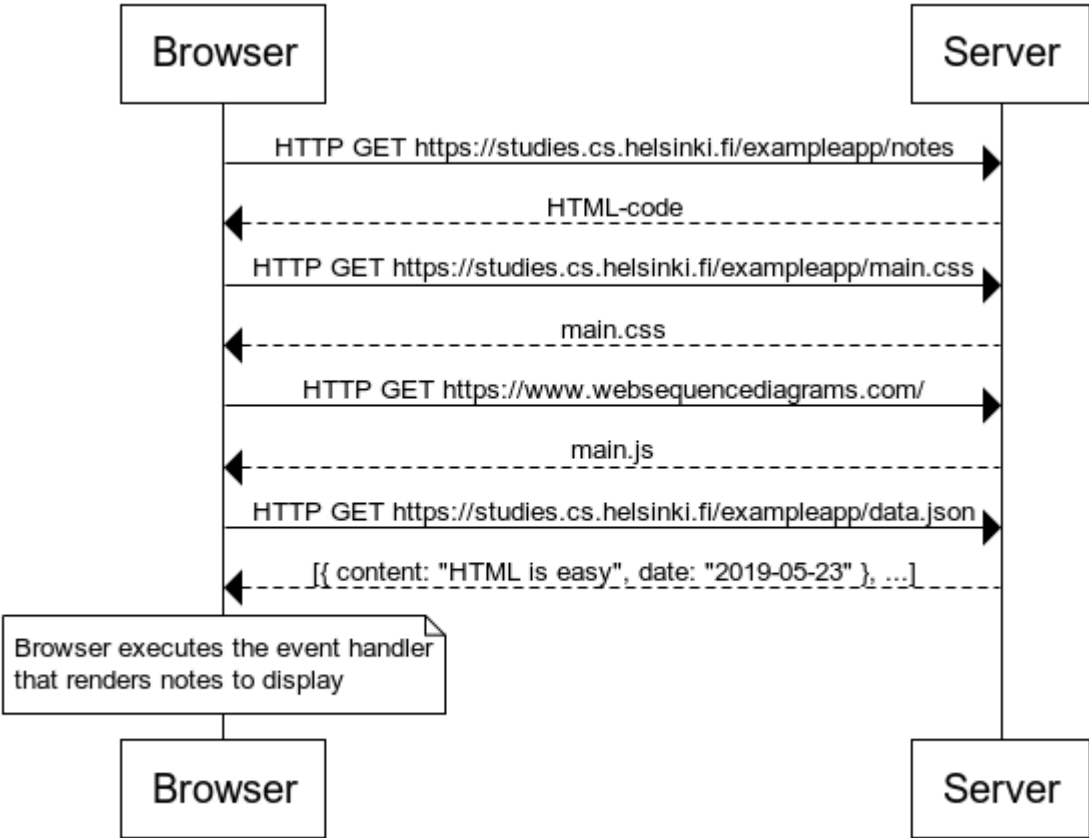 Browser
Server
HTTP GET https://studies.cs.helsinki.fi/exampleapp/notes
HTML-code
HTTP GET https://studies.cs.helsinki.fi/exampleapp/main.css
main.css
HTTP GET https://www.websequencediagrams.com/
main.js
HTTP GET https://studies.cs.helsinki.fi/exampleapp/data.json
[{ content: "HTML is easy", date: "2019-05-23" }, ...]
Browser executes the event handler
that renders notes to display
Browser
Server